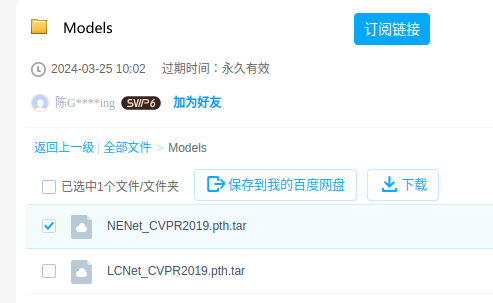 Models
订阅链接
2024-03-25 10:02 过期时间：永久有效
陈G****ing SVIP6 加为好友
返回上一级 | 全部文件 > Models
已选中1个文件/文件夹 保存到我的百度网盘 下载
NENet_CVPR2019.pth.tar
LCNet_CVPR2019.pth.tar